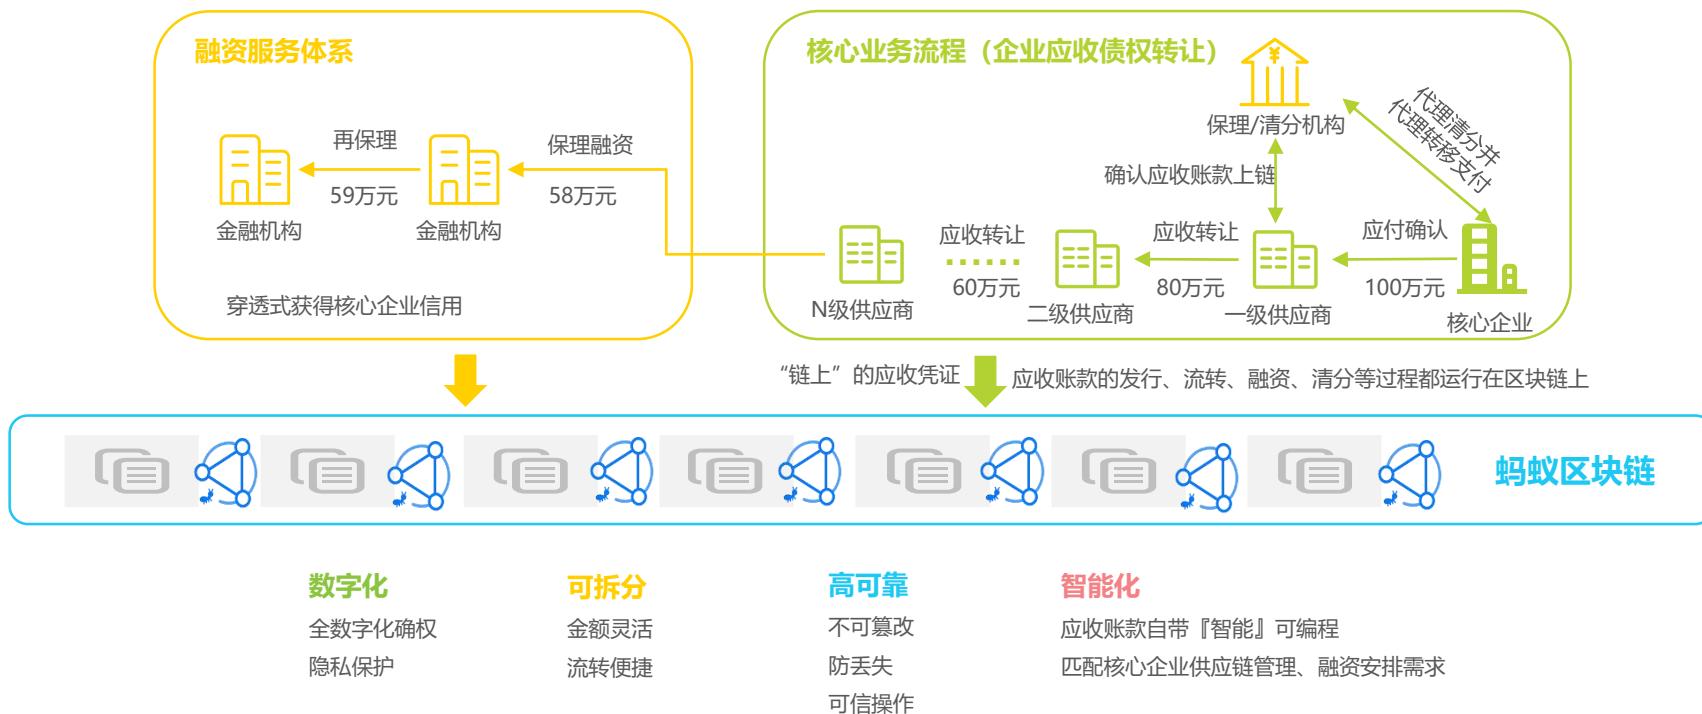 融资服务体系
再保理
59万元
保理融资
58万元
金融机构
金融机构
穿透式获得核心企业信用
核心业务流程（企业应收债权转让）
¥
保理/清分机构
代理清分并
代理转移支付
确认应收账款上链
应收转让
60万元
应收转让
80万元
应付确认
100万元
N级供应商
二级供应商
一级供应商
核心企业
“链上”的应收凭证
应收账款的发行、流转、融资、清分等过程都运行在区块链上
蚂蚁区块链
数字化
全数字化确权
隐私保护
可拆分
金额灵活
流转便捷
高可靠
不可篡改
防丢失
可信操作
智能化
应收账款自带『智能』可编程
匹配核心企业供应链管理、融资安排需求